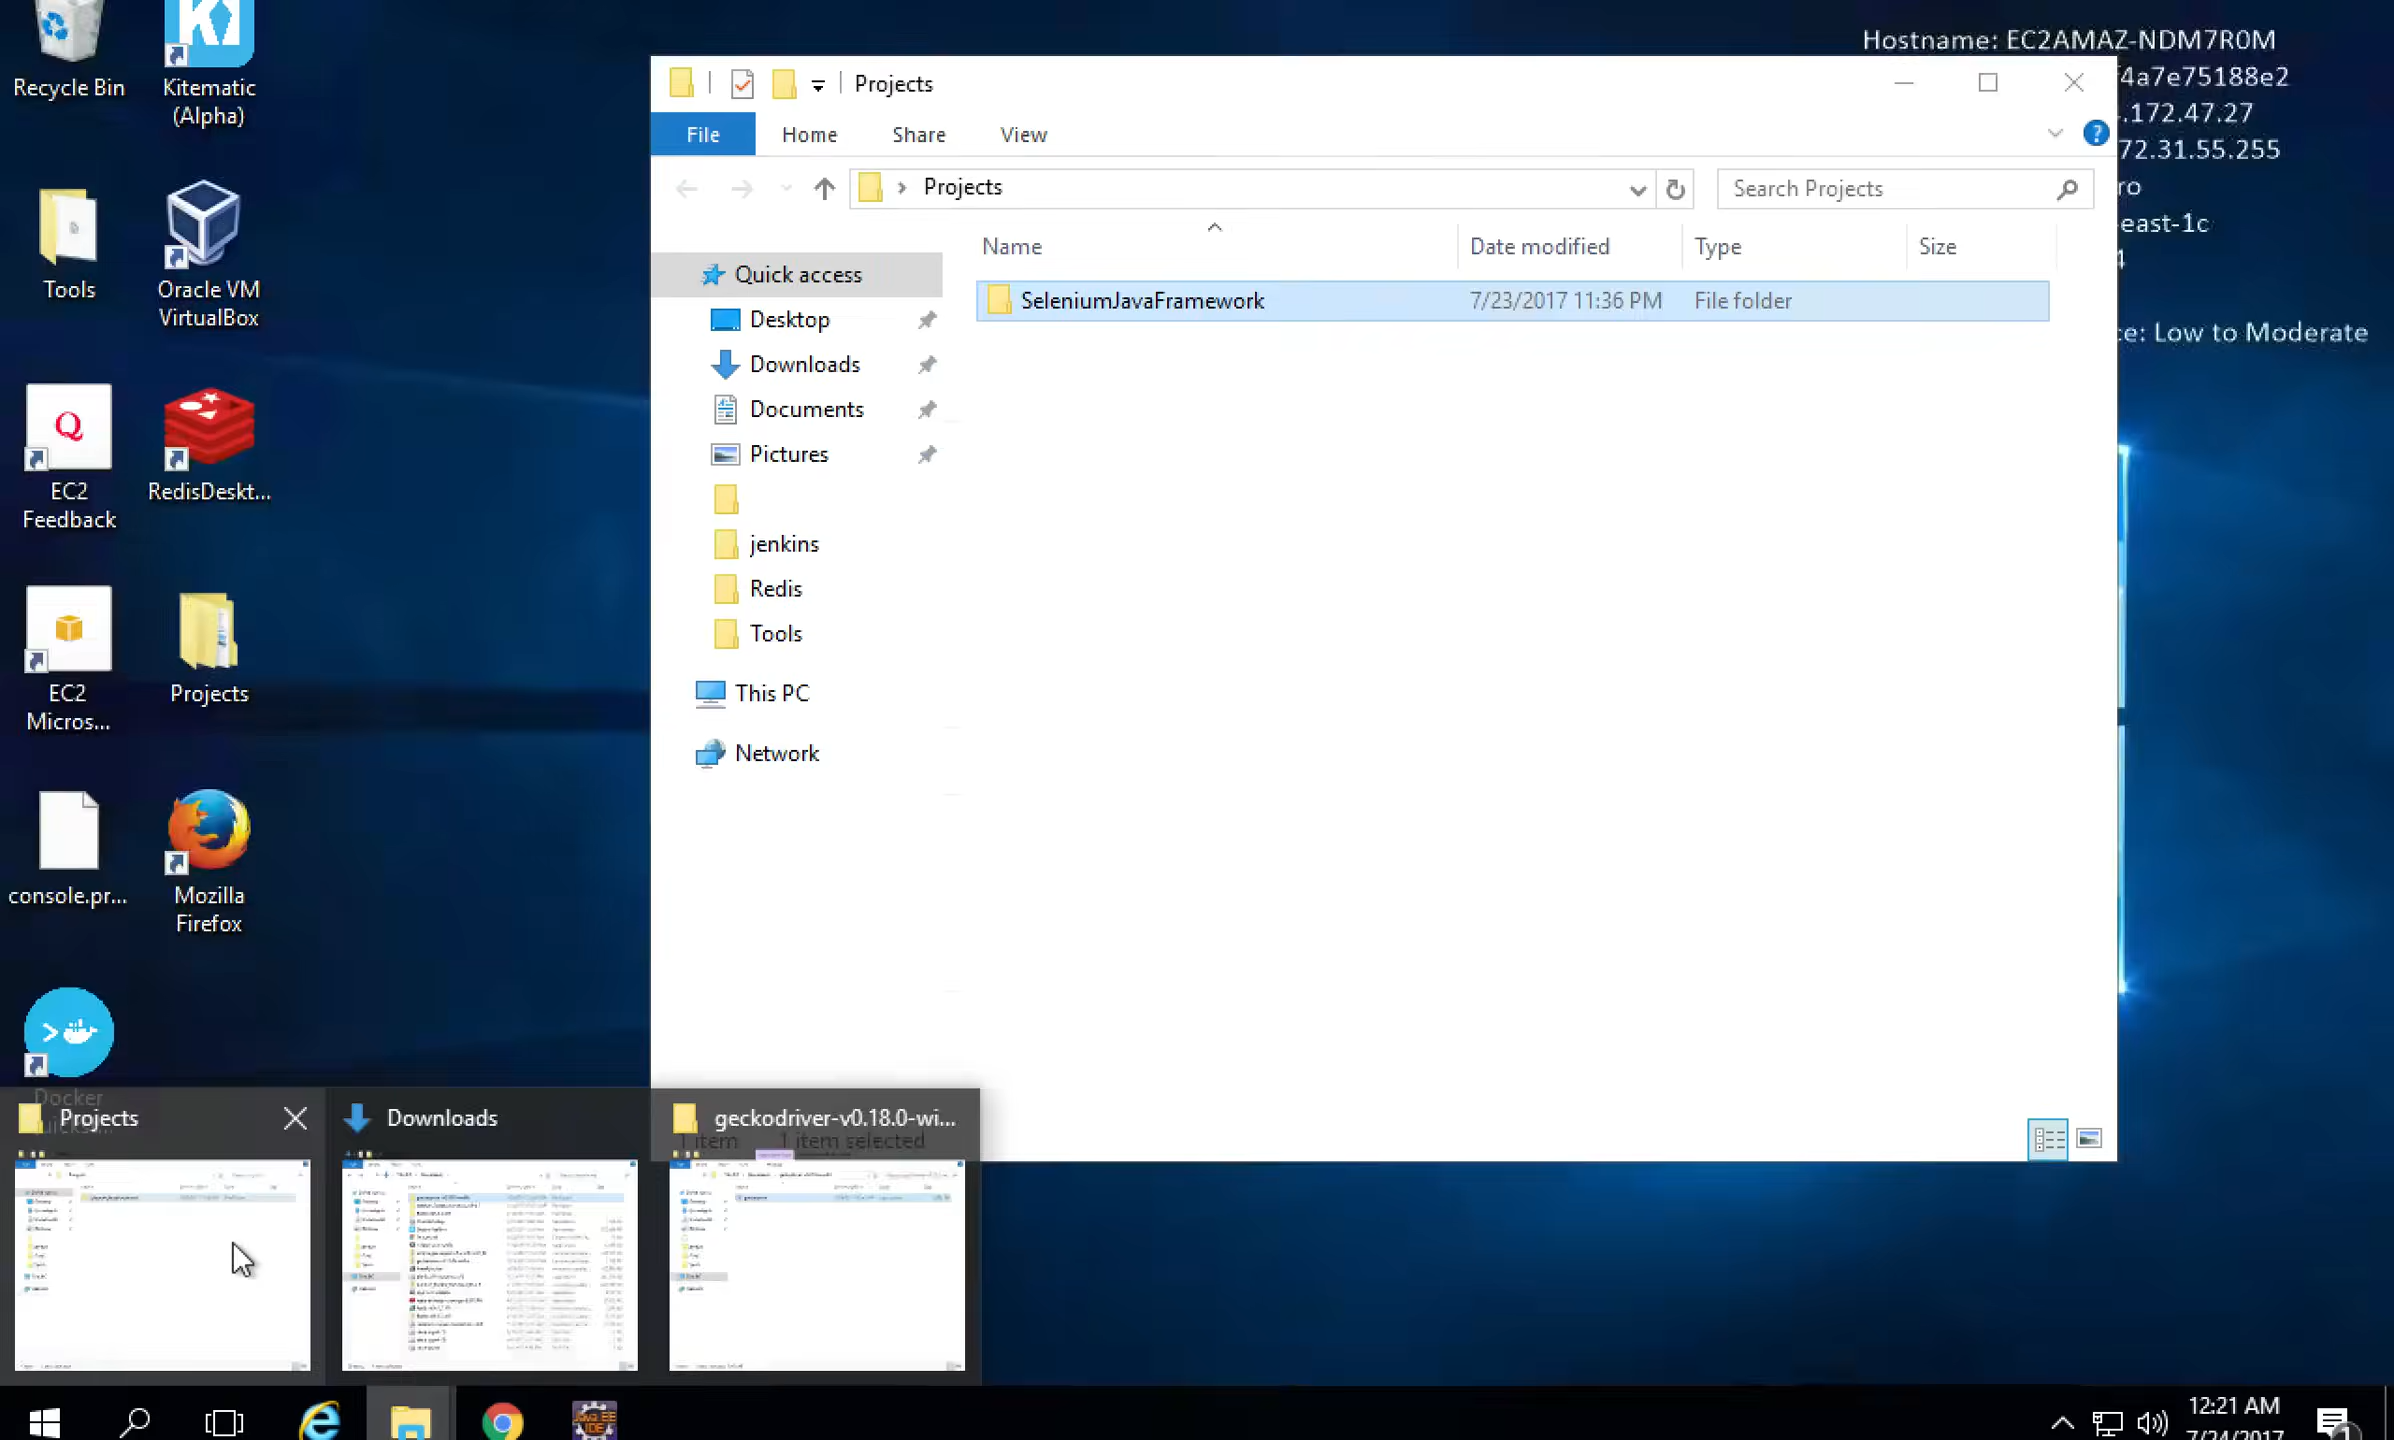 Recycle Bin
Kitematic
(Alpha)
Tools
Oracle VM
VirtualBox
EC2
Feedback
RedisDeskt...
EC2
Micros...
Projects
console.pr...
Mozilla
Firefox
Docker
Hostname: EC2AMAZ-NDM7R0M
4a7e75188e2
.172.47.27
72.31.55.255
ro
east-1c
ce: Low to Moderate
Projects
File
Home
Share
View
Projects
Search Projects
Name
Date modified
Type
Size
SeleniumJavaFramework
7/23/2017 11:36 PM
File folder
Quick access
Desktop
Downloads
Documents
Pictures
jenkins
Redis
Tools
This PC
Network
1 item
1 item selected
Projects
Downloads
geckodriver-v0.18.0-wi...
Java EE
IDE
12:21 AM
7/24/2017